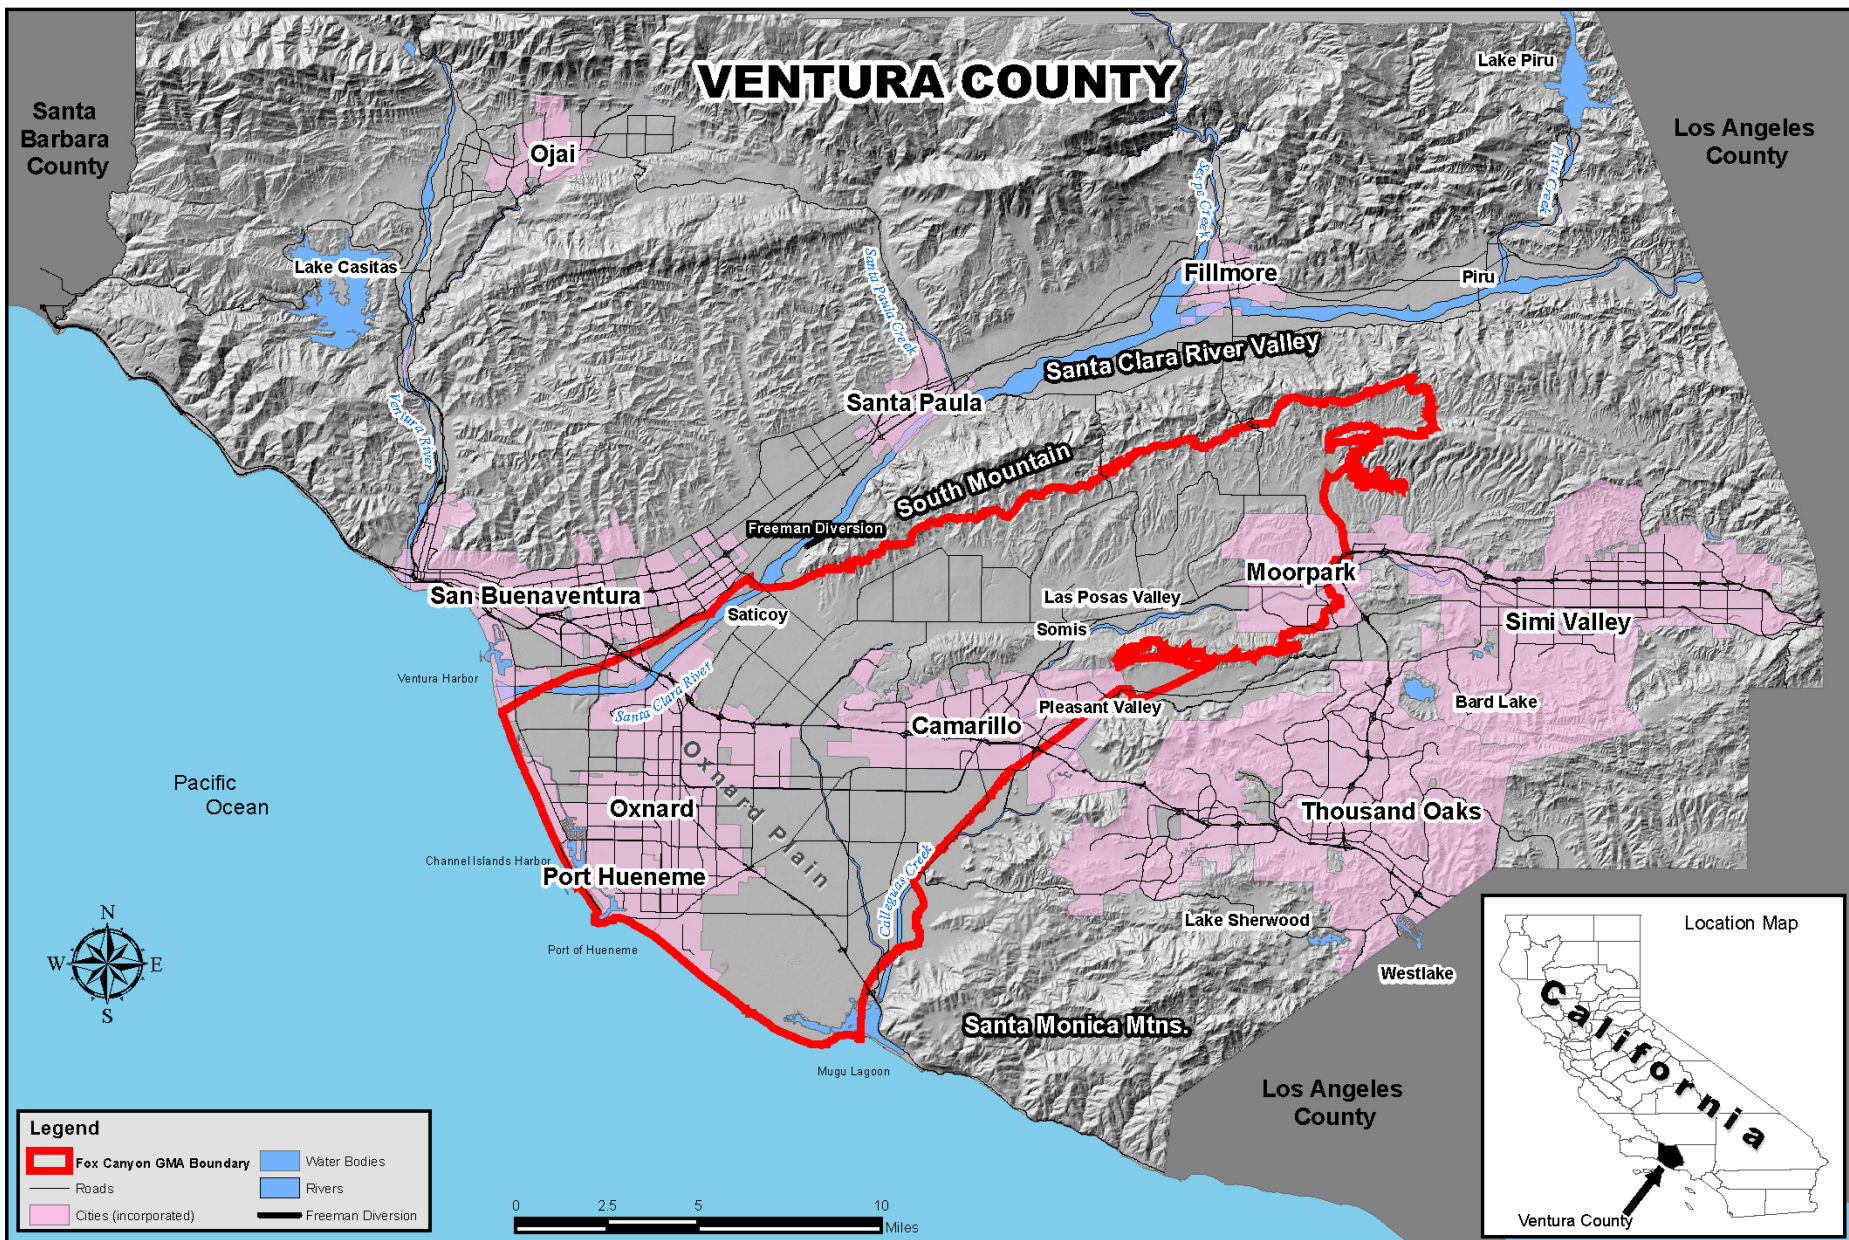 VENTURA COUNTY
Santa
Barbara
County
Los Angeles
County
Lake Piru
Piru Creek
Sespe Creek
Ojai
Lake Casitas
Santa Paula Creek
Fillmore
Piru
Santa Clara River Valley
Santa Paula
Ventura River
South Mountain
Freeman Diversion
San Buenaventura
Saticoy
Las Posas Valley
Moorpark
Somis
Simi Valley
Ventura Harbor
Santa Clara River
Pleasant Valley
Bard Lake
Camarillo
Oxnard Plain
Pacific
Ocean
Oxnard
Thousand Oaks
Channel Islands Harbor
Port Hueneme
Calleguas Creek
Lake Sherwood
Port of Hueneme
Westlake
Santa Monica Mtns.
Mugu Lagoon
Los Angeles
County
N
W
E
S
Legend
Fox Canyon GMA Boundary
Roads
Cities (incorporated)
Water Bodies
Rivers
Freeman Diversion
0 2.5 5 10
Miles
Location Map
California
Ventura County